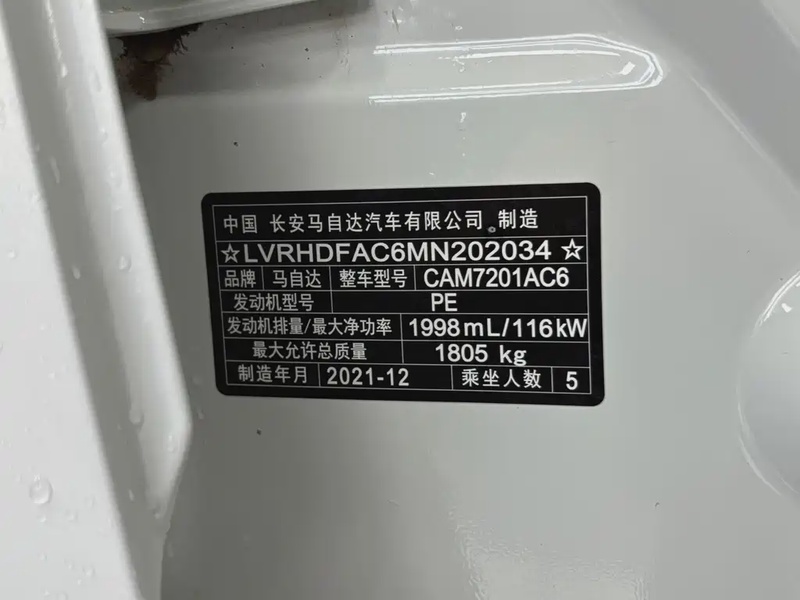 中国 长安马自达汽车有限公司 制造
☆LVRHDFAC6MN202034☆
品牌 马自达 整车型号 CAM7201AC6
发动机型号 PE
发动机排量/最大净功率 1998mL/116kW
最大允许总质量 1805 kg
制造年月 2021-12 乘坐人数 5